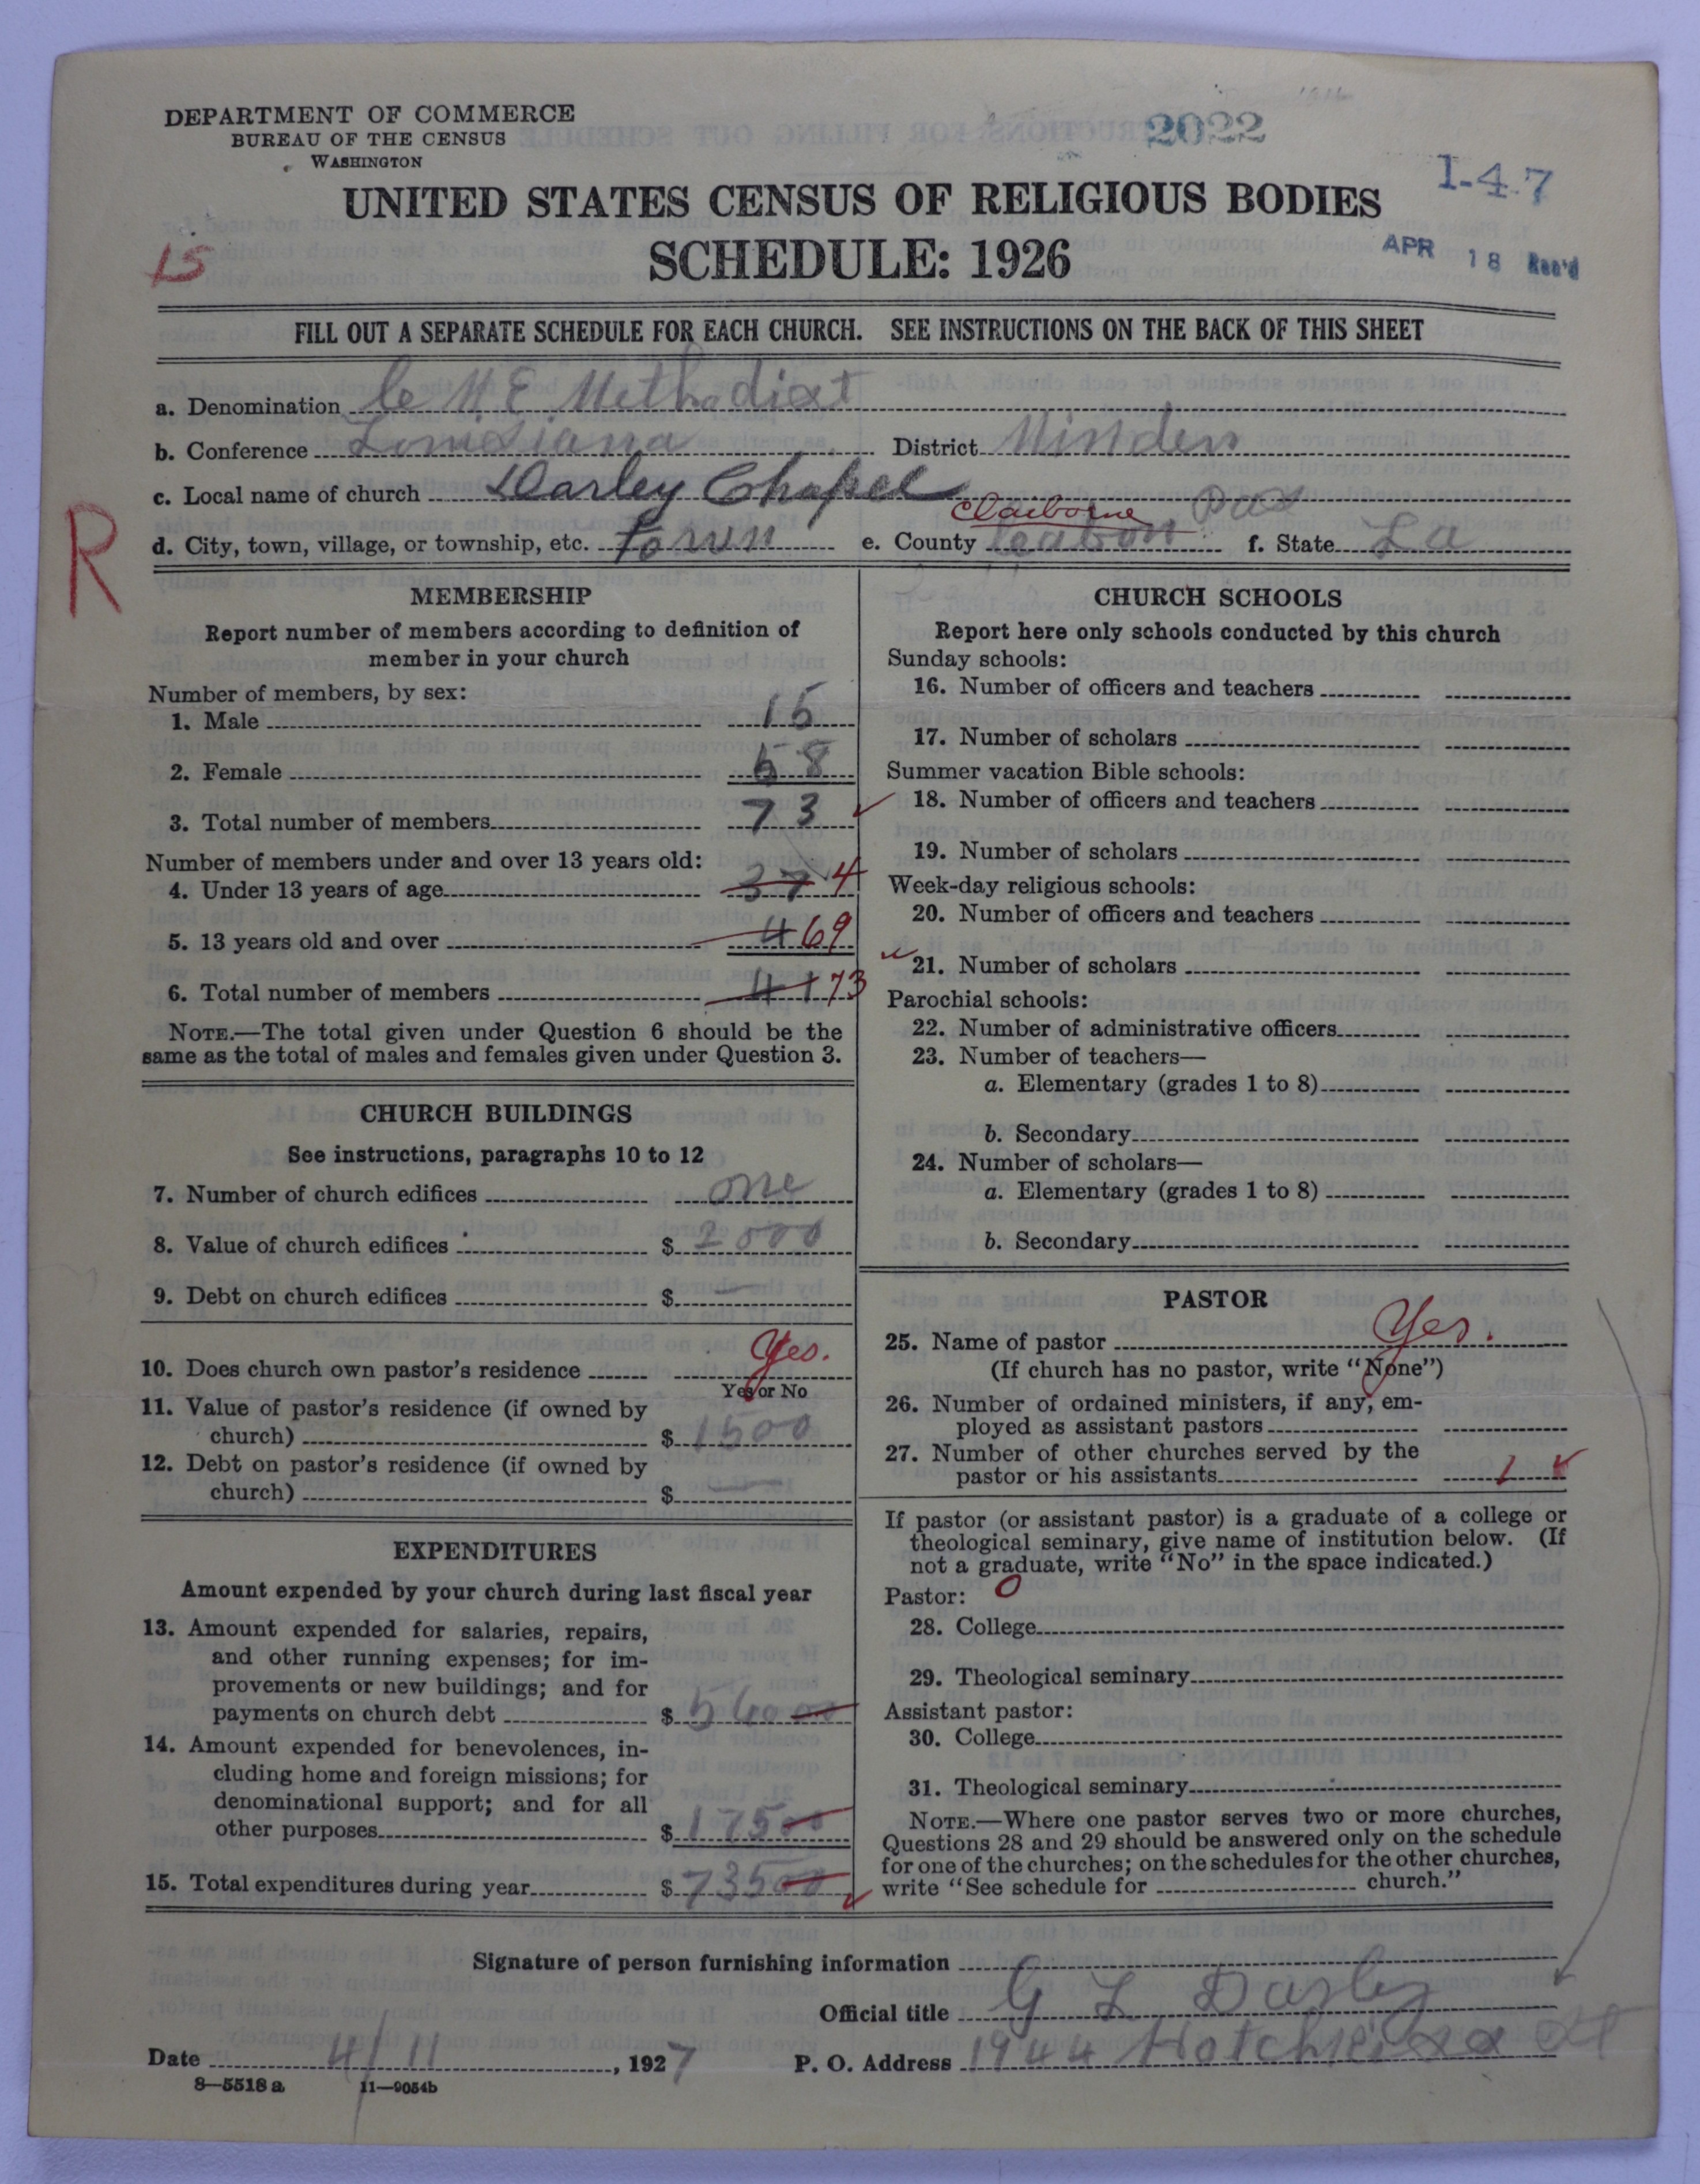 DEPARTMENT OF COMMERCE
BUREAU OF THE CENSUS
WASHINGTON
2022
1-4-7
UNITED STATES CENSUS OF RELIGIOUS BODIES
SCHEDULE: 1926
15
APR 18 Rec'd
FILL OUT A SEPARATE SCHEDULE FOR EACH CHURCH. SEE INSTRUCTIONS ON THE BACK OF THIS SHEET
a. Denomination C M E Methodist
b. Conference Louisiana District Minden
c. Local name of church Darley Chapel
R
d. City, town, village, or township, etc. Town e. County Claiborne f. State La
MEMBERSHIP
Report number of members according to definition of
member in your church
Number of members, by sex:
1. Male 15
2. Female 58
3. Total number of members 73
Number of members under and over 13 years old:
4. Under 13 years of age 37 4
5. 13 years old and over 4 69
6. Total number of members 41 73
NOTE.—The total given under Question 6 should be the
same as the total of males and females given under Question 3.
CHURCH BUILDINGS
See instructions, paragraphs 10 to 12
7. Number of church edifices one
8. Value of church edifices $ 2000
9. Debt on church edifices $ —
10. Does church own pastor's residence Yes.
Yes or No
11. Value of pastor's residence (if owned by
church) $ 1500
12. Debt on pastor's residence (if owned by
church) $ —
EXPENDITURES
Amount expended by your church during last fiscal year
13. Amount expended for salaries, repairs,
and other running expenses; for im-
provements or new buildings; and for
payments on church debt $ 560 00
14. Amount expended for benevolences, in-
cluding home and foreign missions; for
denominational support; and for all
other purposes $ 175 00
15. Total expenditures during year $ 735 00
CHURCH SCHOOLS
Report here only schools conducted by this church
Sunday schools:
16. Number of officers and teachers
17. Number of scholars
Summer vacation Bible schools:
18. Number of officers and teachers
19. Number of scholars
Week-day religious schools:
20. Number of officers and teachers
21. Number of scholars
Parochial schools:
22. Number of administrative officers
23. Number of teachers—
a. Elementary (grades 1 to 8)
b. Secondary
24. Number of scholars—
a. Elementary (grades 1 to 8)
b. Secondary
PASTOR
25. Name of pastor Yes.
(If church has no pastor, write "None")
26. Number of ordained ministers, if any, em-
ployed as assistant pastors
27. Number of other churches served by the
pastor or his assistants 1
If pastor (or assistant pastor) is a graduate of a college or
theological seminary, give name of institution below. (If
not a graduate, write "No" in the space indicated.)
Pastor: 0
28. College
29. Theological seminary
Assistant pastor:
30. College
31. Theological seminary
NOTE.—Where one pastor serves two or more churches,
Questions 28 and 29 should be answered only on the schedule
for one of the churches; on the schedules for the other churches,
write "See schedule for church."
Signature of person furnishing information
Official title G L Darley
Date 4/11, 1927 P. O. Address 1944 Hotchkiss St
8—5518 a 11—9054b